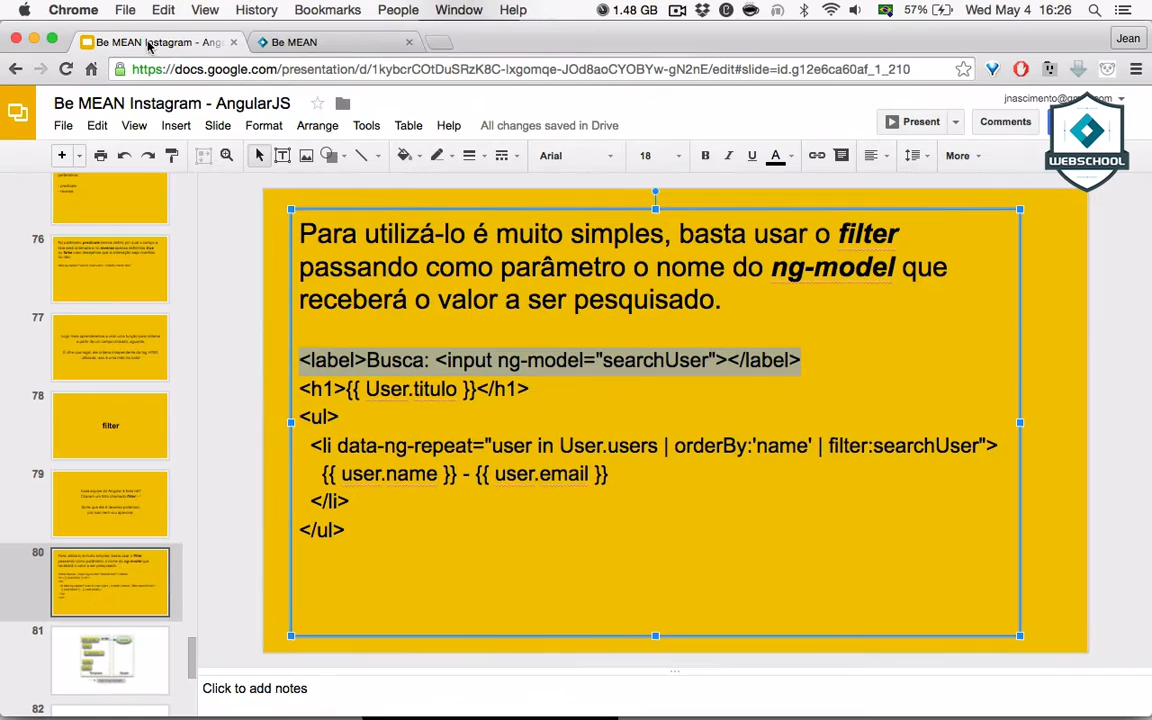 Chrome File Edit View History Bookmarks People Window Help 1.48 GB 57% Wed May 4 16:26
Be MEAN Instagram - Ang
Be MEAN
Jean
https://docs.google.com/presentation/d/1kybcrCOtDuSRzK8C-lxgomqe-JOd8aoCYOBYw-gN2nE/edit#slide=id.g12e6ca60af_1_210
Be MEAN Instagram - AngularJS
File Edit View Insert Slide Format Arrange Tools Table Help All changes saved in Drive
Present
Comments
WEBSCHOOL
Arial 18 B I U A More
Para utilizá-lo é muito simples, basta usar o filter
passando como parâmetro o nome do ng-model que
receberá o valor a ser pesquisado.
<label>Busca: <input ng-model="searchUser"></label>
<h1>{{ User.titulo }}</h1>
<ul>
<li data-ng-repeat="user in User.users | orderBy:'name' | filter:searchUser">
{{ user.name }} - {{ user.email }}
</li>
</ul>
76
77
78
filter
79
80
81
82
Click to add notes